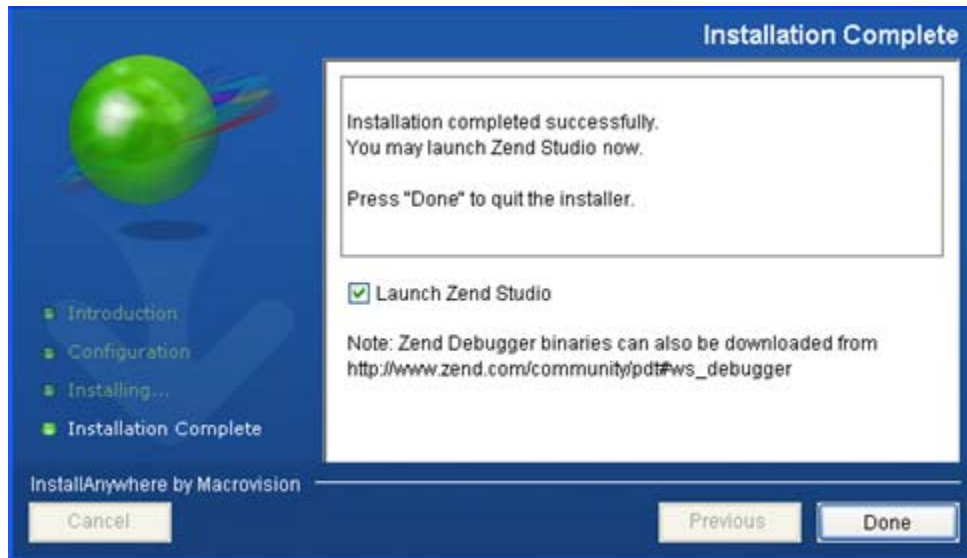 Installation Complete
Installation completed successfully.
You may launch Zend Studio now.
Press "Done" to quit the installer.
Launch Zend Studio
Note: Zend Debugger binaries can also be downloaded from
http://www.zend.com/community/pdt#ws_debugger
Introduction
Configuration
Installing...
Installation Complete
InstallAnywhere by Macrovision
Cancel
Previous
Done